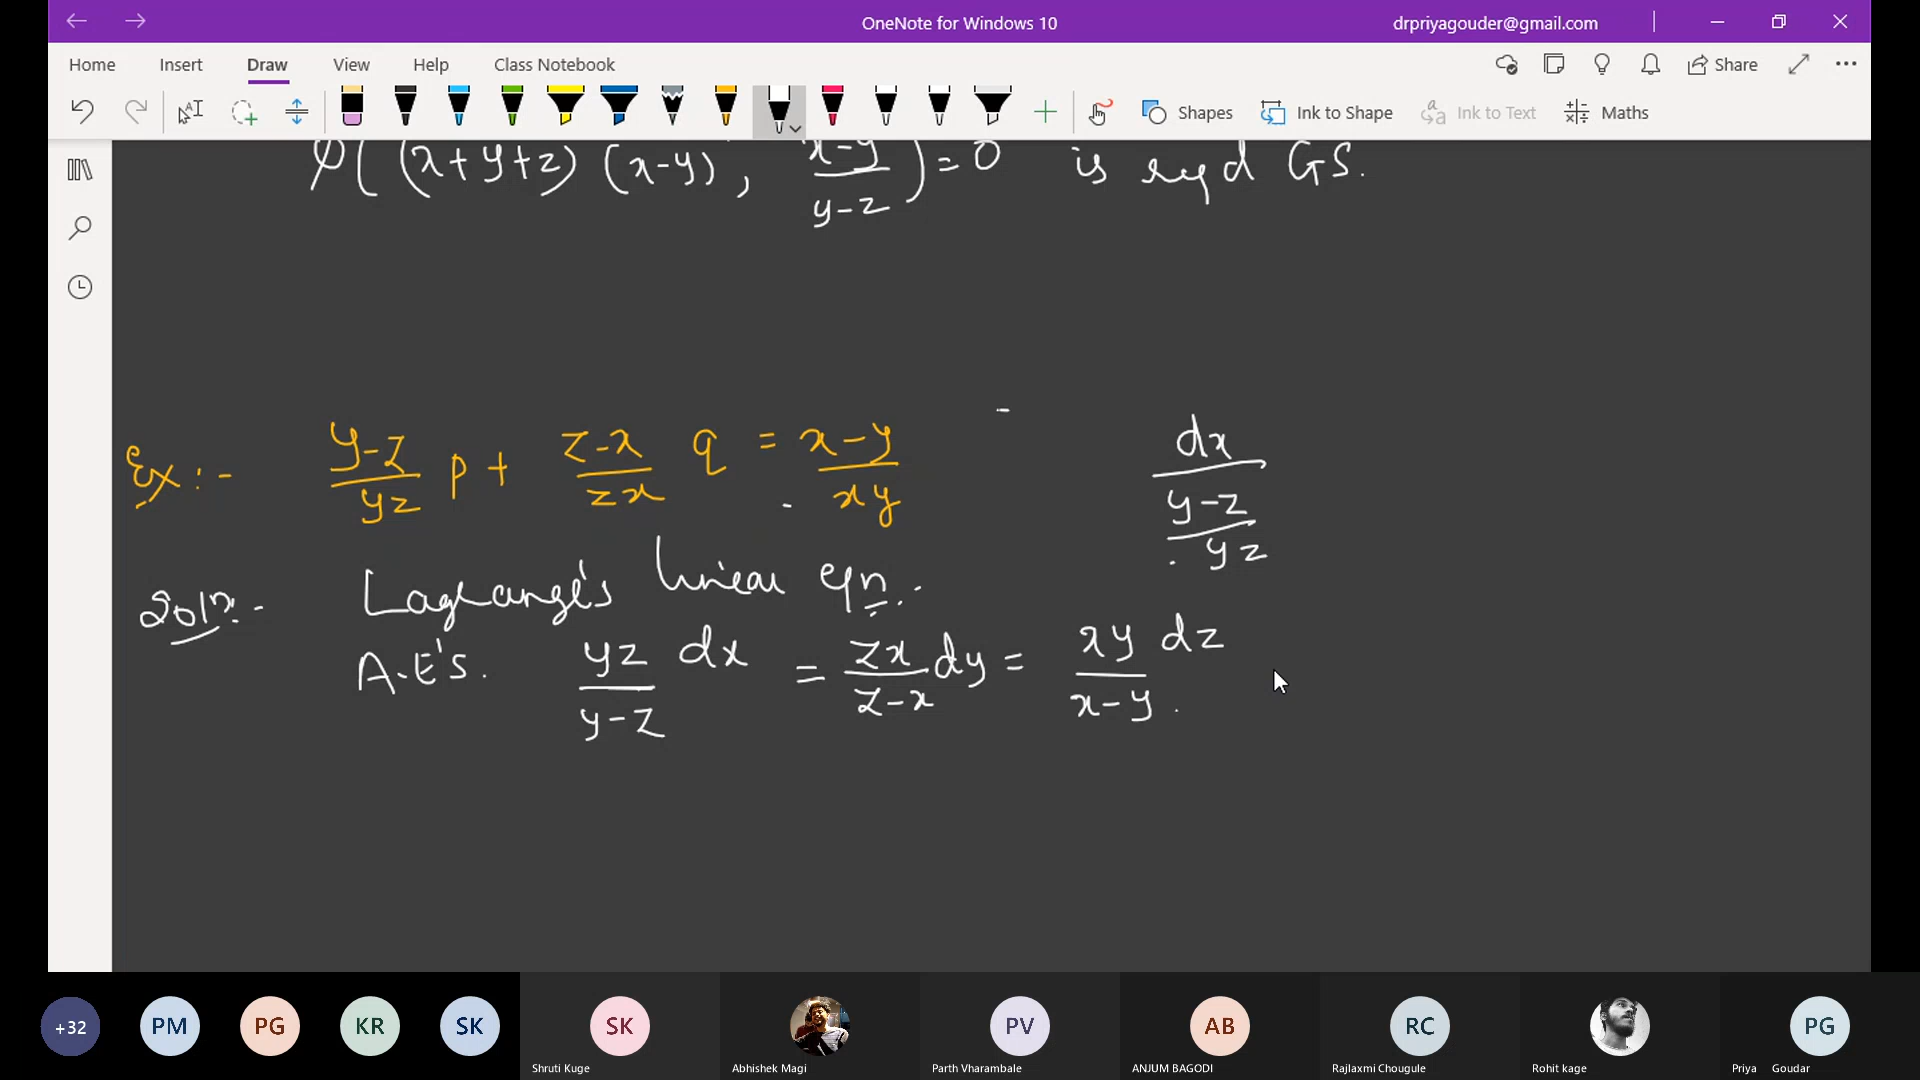 OneNote for Windows 10
drpriyagouder@gmail.com
Home Insert Draw View Help Class Notebook
Share
Shapes Ink to Shape Ink to Text Maths
φ( (x+y+z) (x-y), x-y/y-z ) = 0 is reqd GS.
Ex:- y-z/yz p + z-x/zx q = x-y/xy
dx/(y-z/yz)
Soln:- Lagrange's linear eqn.
A.E's. yz/y-z dx = zx/z-x dy = xy dz/x-y.
+32 PM PG KR SK SK PV AB RC PG
Shruti Kuge Abhishek Magi Parth Vharambale ANJUM BAGODI Rajlaxmi Chougule Rohit kage Priya Goudar